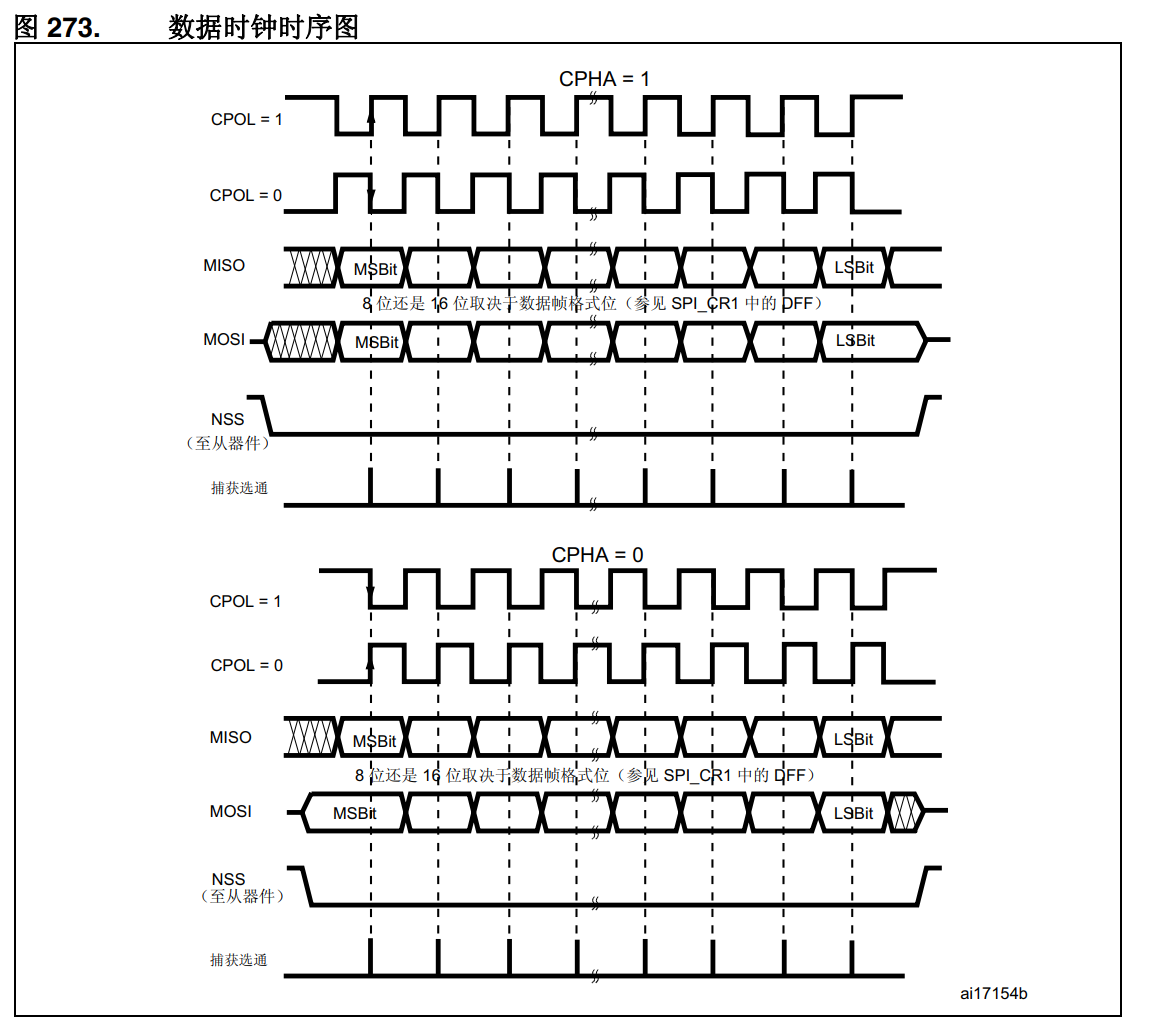 图 273. 数据时钟时序图
CPHA = 1
CPOL = 1
CPOL = 0
MISO
MSBit
LSBit
8 位还是 16 位取决于数据帧格式位（参见 SPI_CR1 中的 DFF）
MOSI
MSBit
LSBit
NSS
（至从器件）
捕获选通
CPHA = 0
CPOL = 1
CPOL = 0
MISO
MSBit
LSBit
8 位还是 16 位取决于数据帧格式位（参见 SPI_CR1 中的 DFF）
MOSI
MSBit
LSBit
NSS
（至从器件）
捕获选通
ai17154b